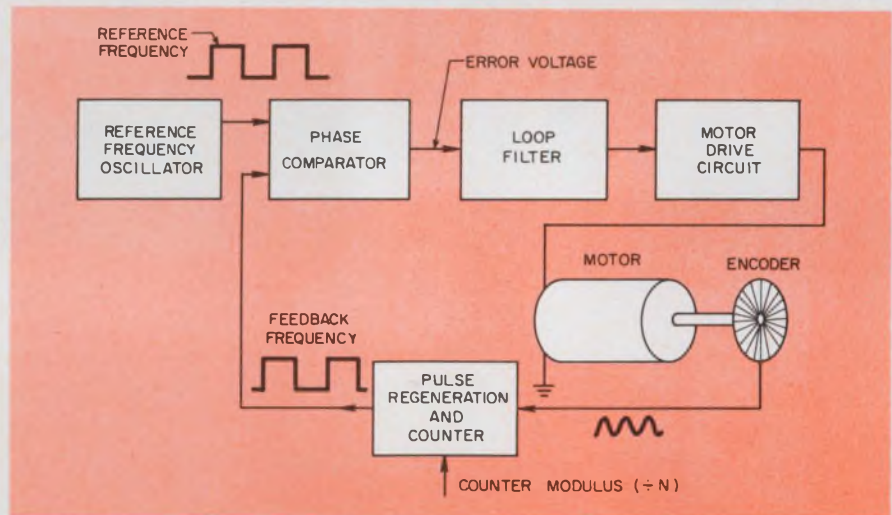 REFERENCE
FREQUENCY
ERROR VOLTAGE
REFERENCE
FREQUENCY
OSCILLATOR
PHASE
COMPARATOR
LOOP
FILTER
MOTOR
DRIVE
CIRCUIT
MOTOR
ENCODER
FEEDBACK
FREQUENCY
PULSE
REGENERATION
AND
COUNTER
COUNTER MODULUS (÷N)